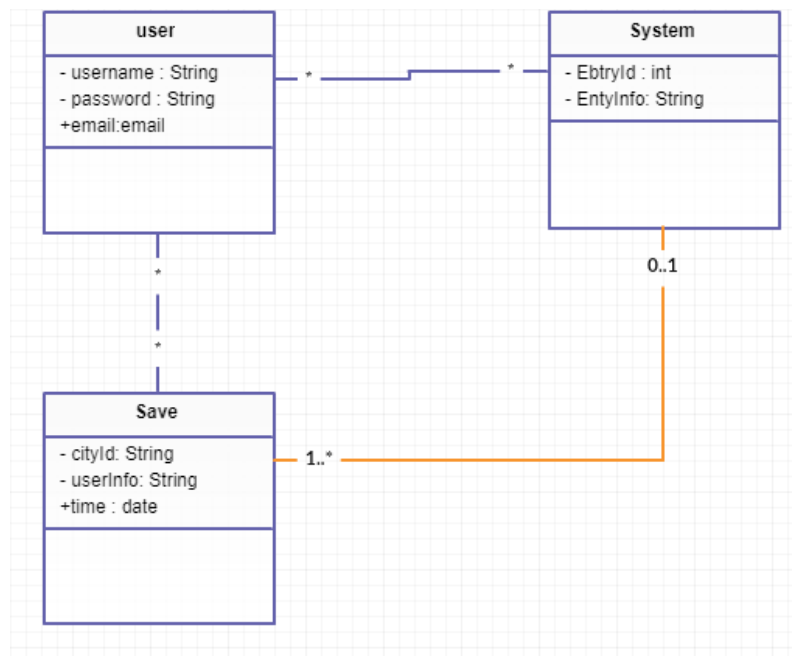 user
- username : String
- password : String
+email:email
*
*
System
- EbtryId : int
- EntyInfo: String
*
*
0..1
Save
- cityId: String
- userInfo: String
+time : date
1..*